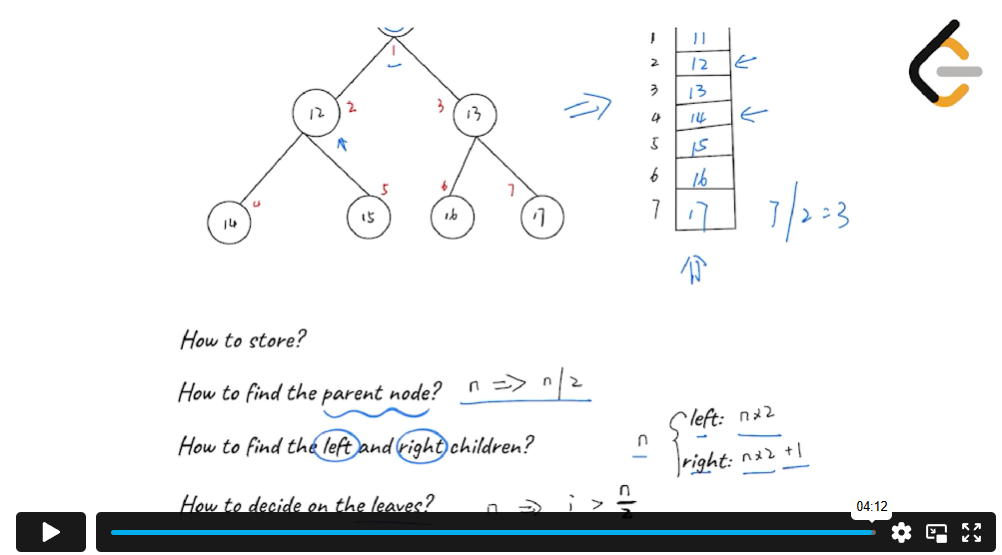 1
1 11
12 2 3 13
2 12
3 13
4 14
5 15
6 16
7 17
7/2=3
4 5 6 7
14 15 16 17
How to store?
How to find the parent node? n => n/2
How to find the left and right children? n
left: n×2
right: n×2 +1
How to decide on the leaves? n => i > n/2
04:12